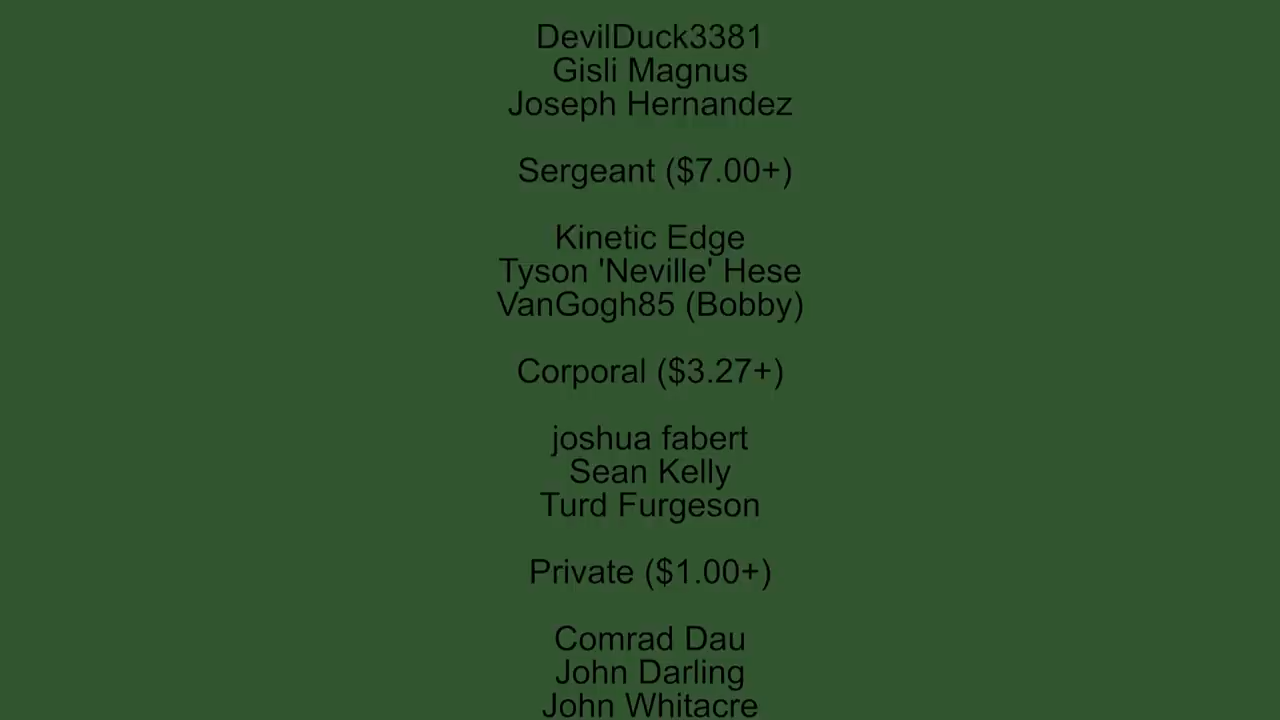 DevilDuck3381
Gisli Magnus
Joseph Hernandez
Sergeant ($7.00+)
Kinetic Edge
Tyson 'Neville' Hese
VanGogh85 (Bobby)
Corporal ($3.27+)
joshua fabert
Sean Kelly
Turd Furgeson
Private ($1.00+)
Comrad Dau
John Darling
John Whitacre